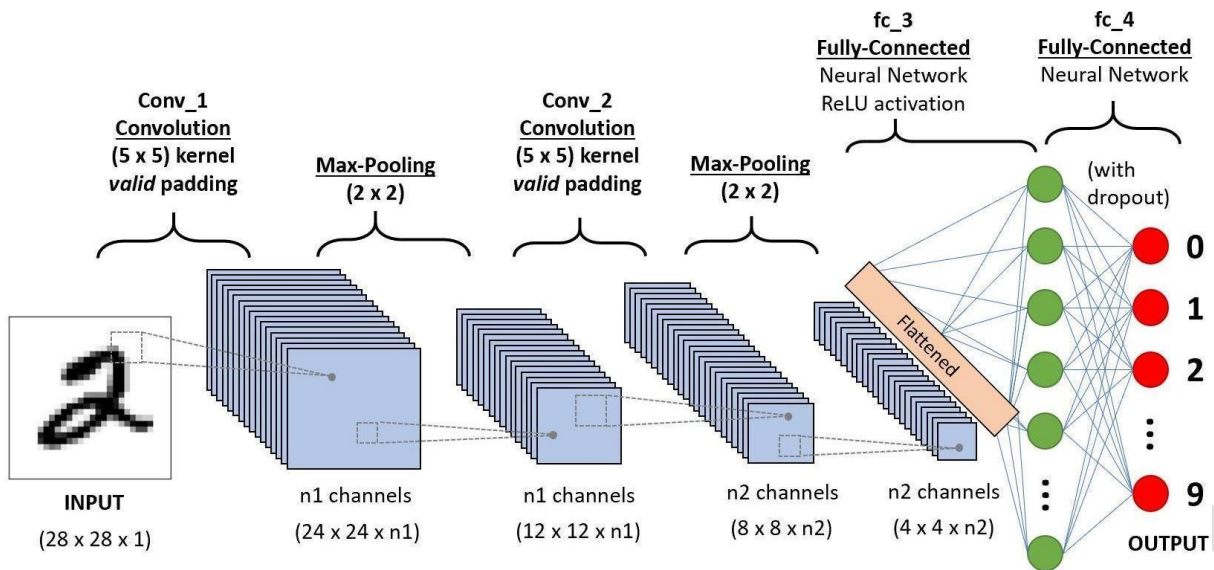 fc_3
Fully-Connected
Neural Network
ReLU activation
fc_4
Fully-Connected
Neural Network
Conv_1
Convolution
(5 x 5) kernel
valid padding
Max-Pooling
(2 x 2)
Conv_2
Convolution
(5 x 5) kernel
valid padding
Max-Pooling
(2 x 2)
(with
dropout)
Flattened
0
1
2
9
INPUT
(28 x 28 x 1)
n1 channels
(24 x 24 x n1)
n1 channels
(12 x 12 x n1)
n2 channels
(8 x 8 x n2)
n2 channels
(4 x 4 x n2)
OUTPUT